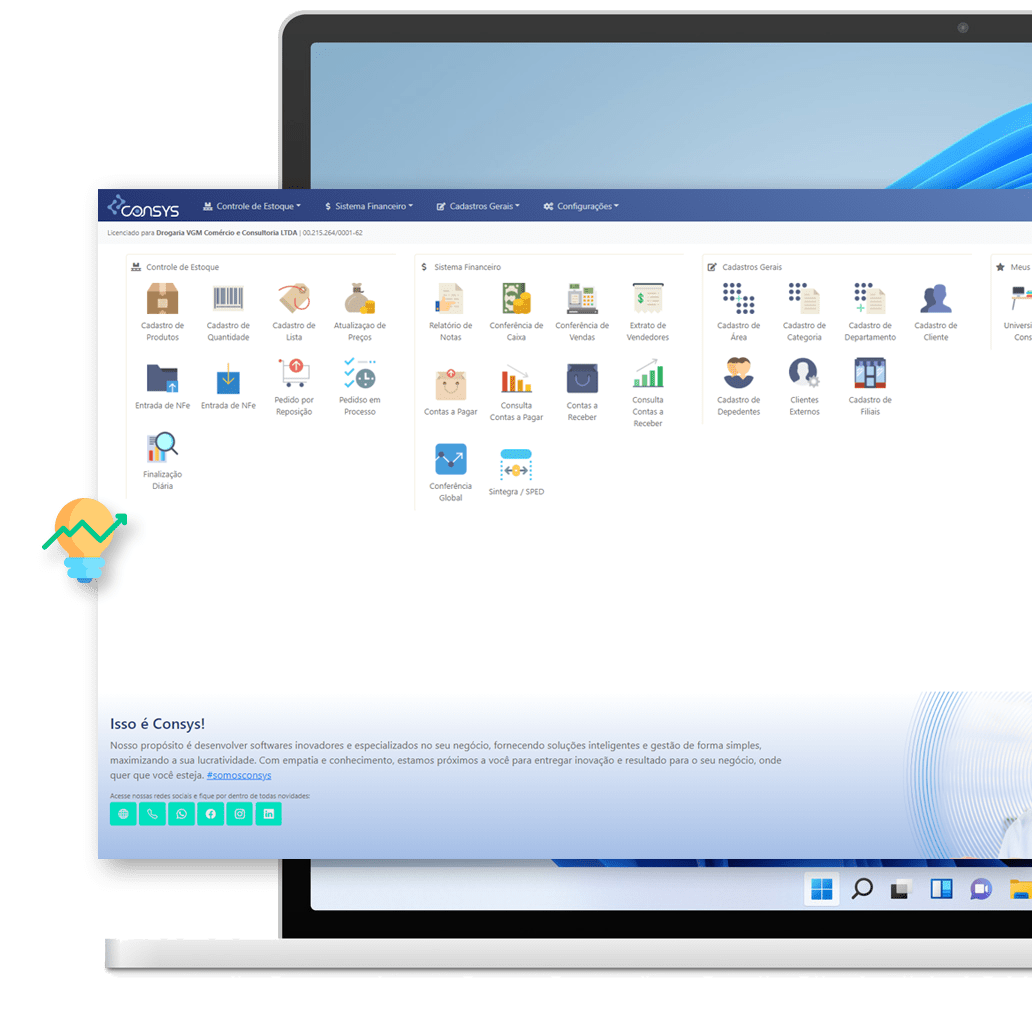 CONSYS
Controle de Estoque
Sistema Financeiro
Cadastros Gerais
Configurações
Licenciado para Drogaria VGM Comércio e Consultoria LTDA | 00.215.264/0001-62
Controle de Estoque
Cadastro de
Produtos
Cadastro de
Quantidade
Cadastro de
Lista
Atualizaçao de
Preços
Entrada de NFe
Entrada de NFe
Pedido por
Reposição
Pedidso em
Processo
Finalização
Diária
$ Sistema Financeiro
Relatório de
Notas
Conferência de
Caixa
Conferência de
Vendas
Extrato de
Vendedores
Contas a Pagar
Consulta
Contas a Pagar
Contas a
Receber
Consulta
Contas a
Receber
Conferência
Global
Sintegra / SPED
Cadastros Gerais
Cadastro de
Área
Cadastro de
Categoria
Cadastro de
Departamento
Cadastro de
Cliente
Cadastro de
Depedentes
Clientes
Externos
Cadastro de
Filiais
Meus
Universi
Cons
Isso é Consys!
Nosso propósito é desenvolver softwares inovadores e especializados no seu negócio, fornecendo soluções inteligentes e gestão de forma simples,
maximizando a sua lucratividade. Com empatia e conhecimento, estamos próximos a você para entregar inovação e resultado para o seu negócio, onde
quer que você esteja. #somosconsys
Acesse nossas redes sociais e fique por dentro de todas novidades: